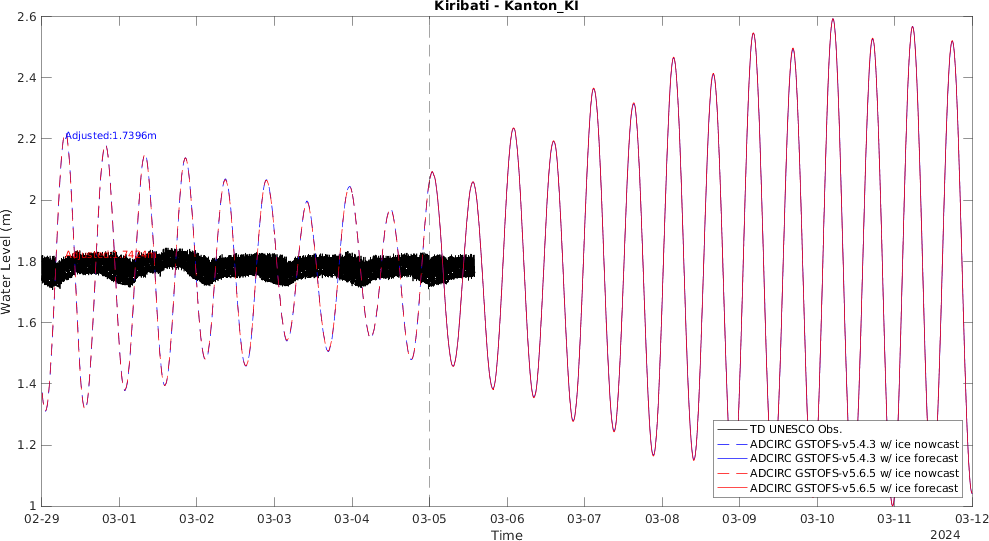 Kiribati - Kanton_KI
2.6
2.4
2.2
2
1.8
1.6
1.4
1.2
1
Water Level (m)
Adjusted:1.7396m
TD UNESCO Obs.
ADCIRC GSTOFS-v5.4.3 w/ ice nowcast
ADCIRC GSTOFS-v5.4.3 w/ ice forecast
ADCIRC GSTOFS-v5.6.5 w/ ice nowcast
ADCIRC GSTOFS-v5.6.5 w/ ice forecast
02-29 03-01 03-02 03-03 03-04 03-05 03-06 03-07 03-08 03-09 03-10 03-11 03-12
Time
2024